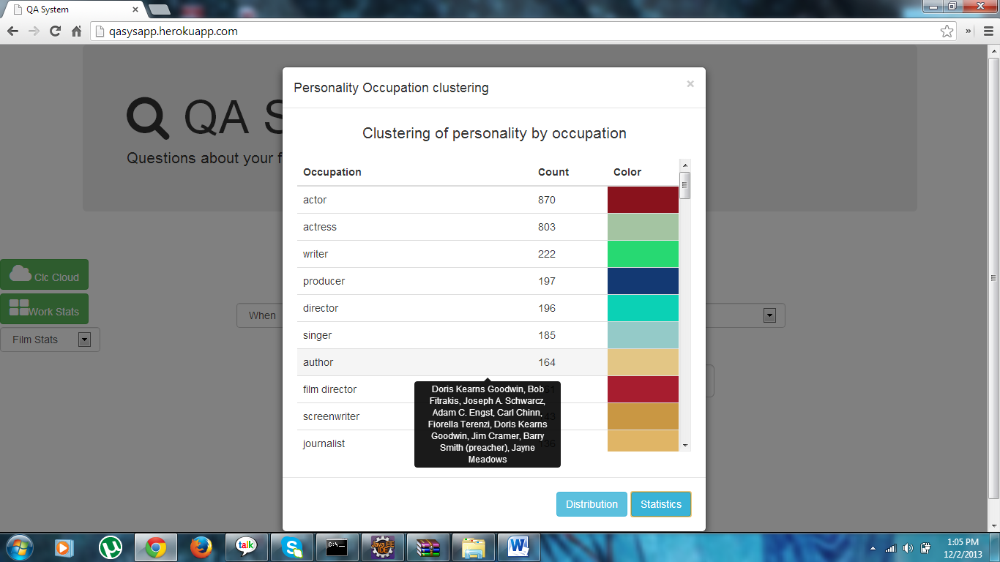 QA System
qasysapp.herokuapp.com
Personality Occupation clustering
×
QA S
Questions about your f
Clustering of personality by occupation
Occupation Count Color
actor 870
actress 803
writer 222
producer 197
director 196
singer 185
author 164
film director
screenwriter
journalist
Doris Kearns Goodwin, Bob
Fitrakis, Joseph A. Schwarcz,
Adam C. Engst, Carl Chinn,
Fiorella Terenzi, Doris Kearns
Goodwin, Jim Cramer, Barry
Smith (preacher), Jayne
Meadows
Clc Cloud
Work Stats
Film Stats
When
Distribution Statistics
talk
C:\.
Java EE
IDE
1:05 PM
12/2/2013